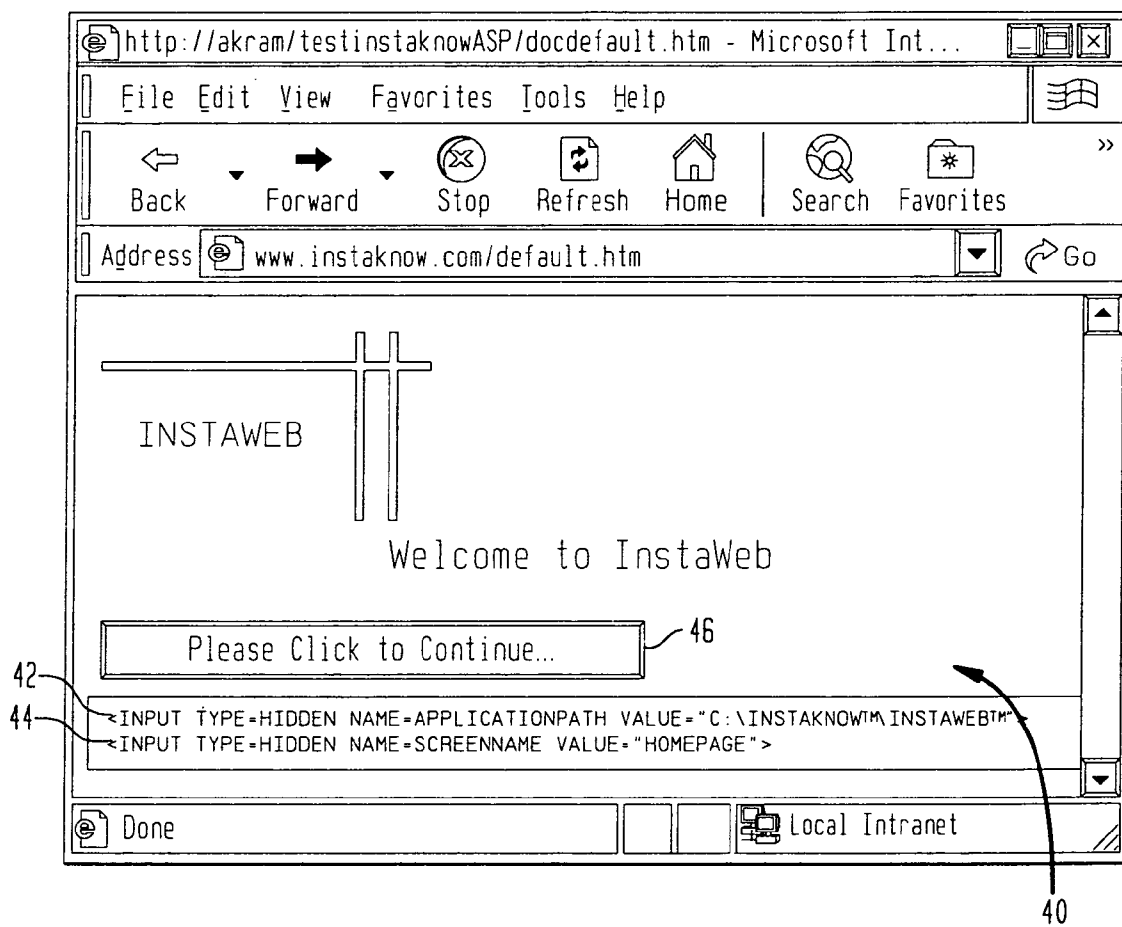 http://akram/testinstaknowASP/docdefault.htm - Microsoft Int...
File Edit View Favorites Tools Help
Back Forward Stop Refresh Home Search Favorites »
Address www.instaknow.com/default.htm Go
INSTAWEB
Welcome to InstaWeb
Please Click to Continue...
46
42
<INPUT TYPE=HIDDEN NAME=APPLICATIONPATH VALUE="C:\INSTAKNOW™\INSTAWEB™">
44
<INPUT TYPE=HIDDEN NAME=SCREENNAME VALUE="HOMEPAGE">
Done Local Intranet
40